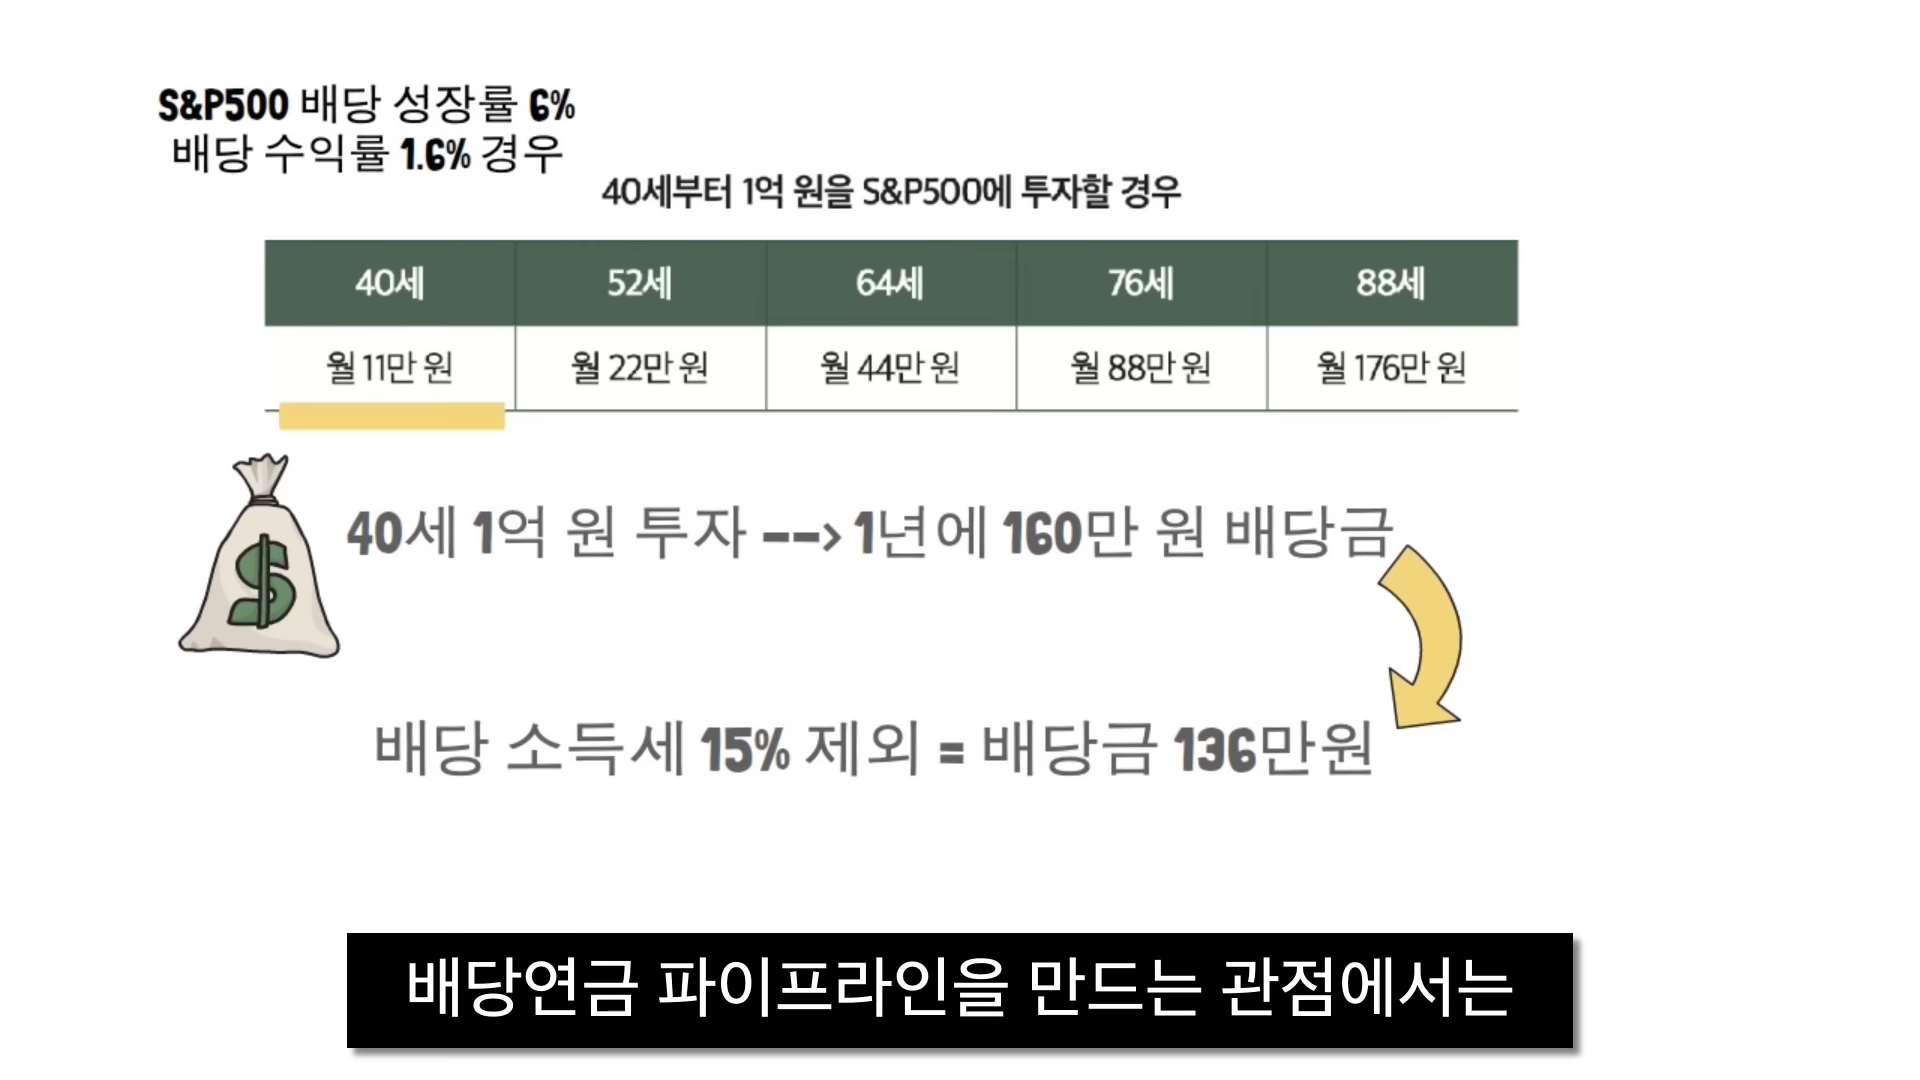 S&P500 배당 성장률 6%
배당 수익률 1.6% 경우
40세부터 1억 원을 S&P500에 투자할 경우
40세 52세 64세 76세 88세
월 11만 원 월 22만 원 월 44만 원 월 88만 원 월 176만 원
$
40세 1억 원 투자 --> 1년에 160만 원 배당금
배당 소득세 15% 제외 = 배당금 136만원
배당연금 파이프라인을 만드는 관점에서는